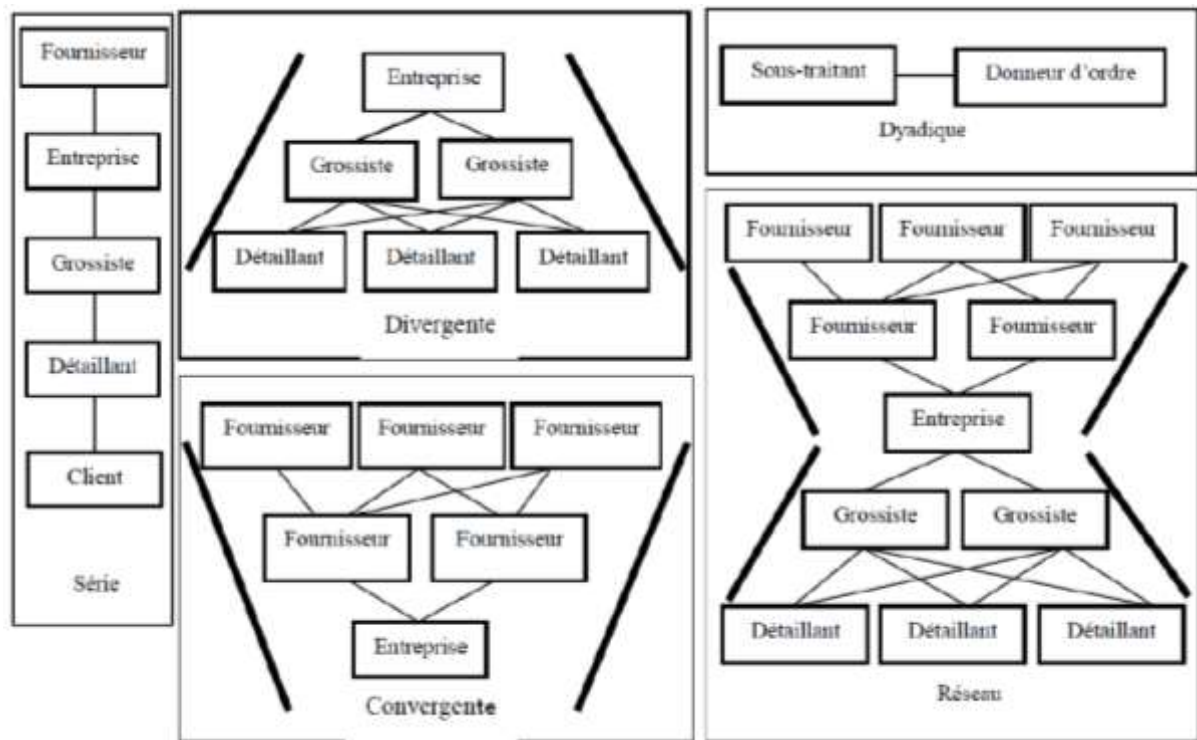 Fournisseur
Entreprise
Grossiste
Détaillant
Client
Série
Entreprise
Grossiste Grossiste
Détaillant Détaillant Détaillant
Divergente
Fournisseur Fournisseur Fournisseur
Fournisseur Fournisseur
Entreprise
Convergente
Sous-traitant Donneur d'ordre
Dyadique
Fournisseur Fournisseur Fournisseur
Fournisseur Fournisseur
Entreprise
Grossiste Grossiste
Détaillant Détaillant Détaillant
Réseau